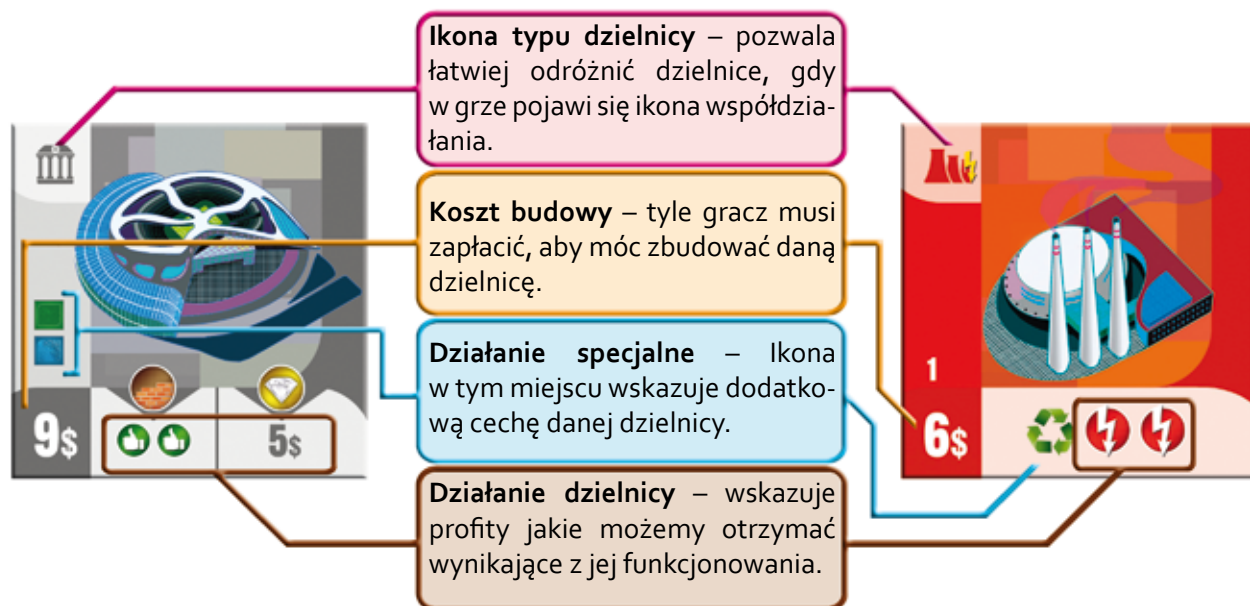 Ikona typu dzielnicy – pozwala
łatwiej odróżnić dzielnice, gdy
w grze pojawi się ikona współdzia-
łania.
Koszt budowy – tyle gracz musi
zapłacić, aby móc zbudować daną
dzielnicę.
Działanie specjalne – Ikona
w tym miejscu wskazuje dodatko-
wą cechę danej dzielnicy.
Działanie dzielnicy – wskazuje
profity jakie możemy otrzymać
wynikające z jej funkcjonowania.
9$
5$
1
6$